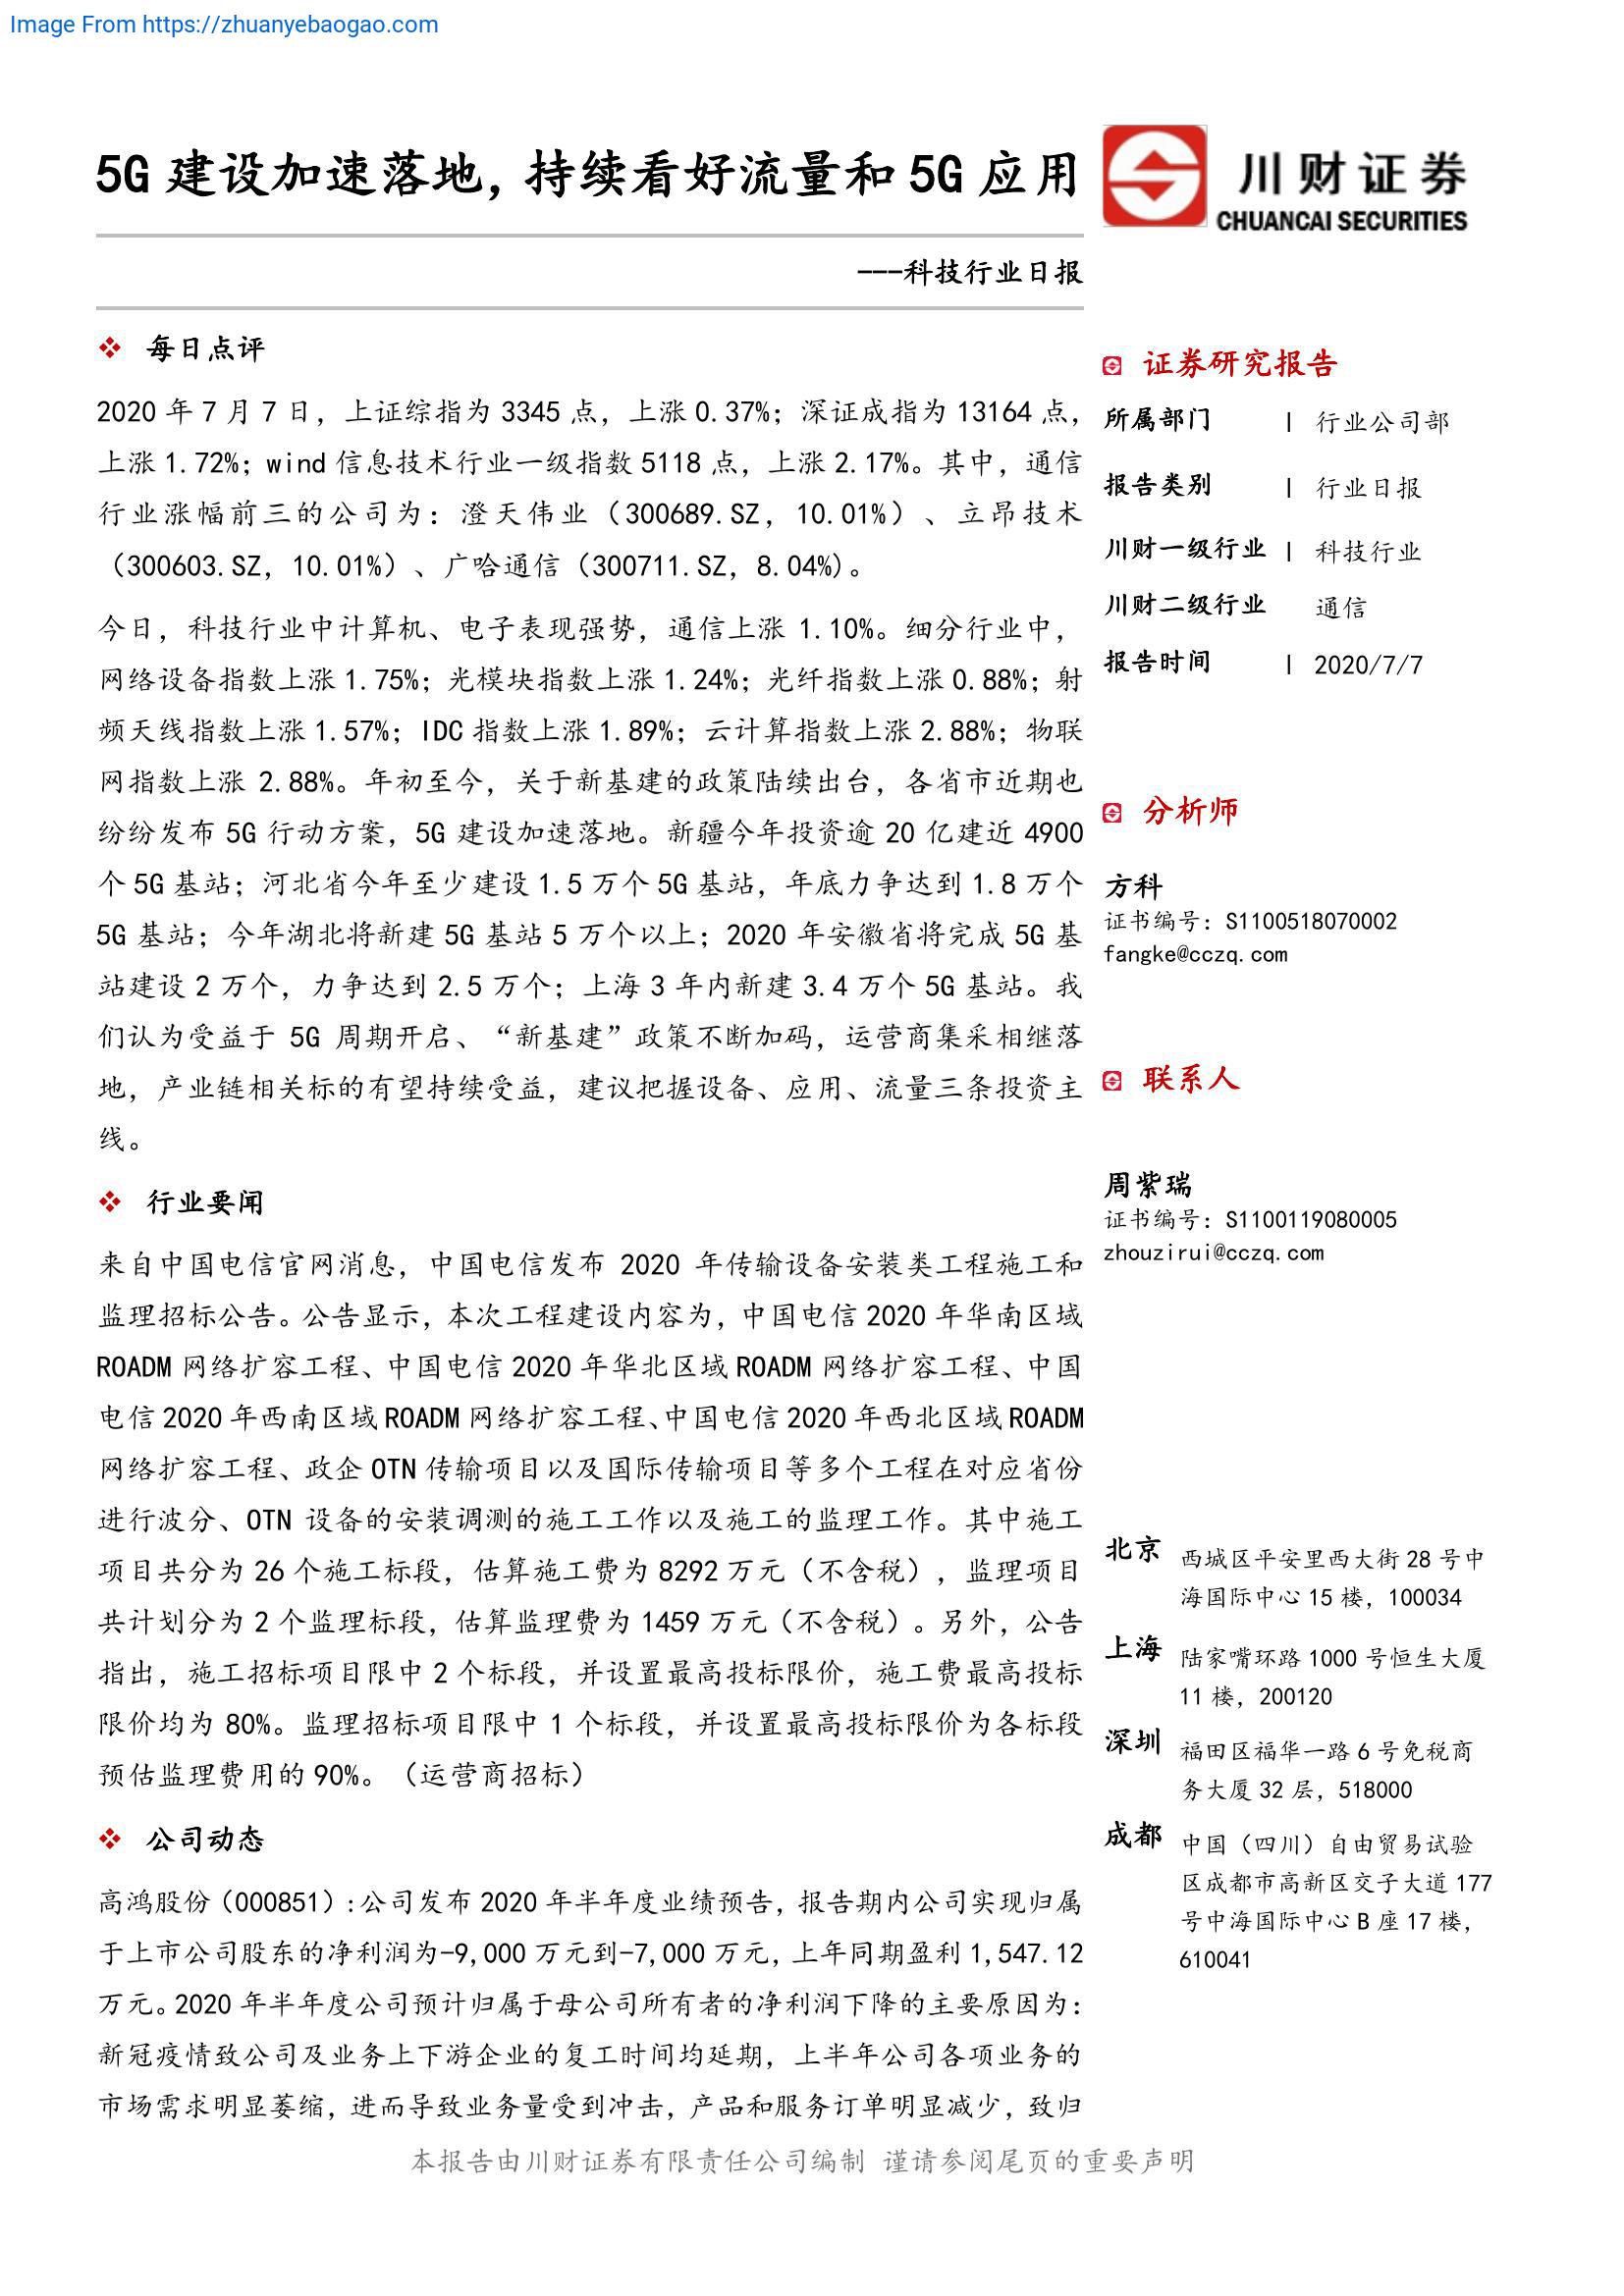 Image From https://zhuanyebaogao.com
5G 建设加速落地，持续看好流量和 5G 应用
川财证券
CHUANCAI SECURITIES
---科技行业日报
❖ 每日点评
2020 年 7 月 7 日，上证综指为 3345 点，上涨 0.37%；深证成指为 13164 点，
上涨 1.72%；wind 信息技术行业一级指数 5118 点，上涨 2.17%。其中，通信
行业涨幅前三的公司为：澄天伟业（300689.SZ，10.01%）、立昂技术
（300603.SZ，10.01%）、广哈通信（300711.SZ，8.04%)。
今日，科技行业中计算机、电子表现强势，通信上涨 1.10%。细分行业中，
网络设备指数上涨 1.75%；光模块指数上涨 1.24%；光纤指数上涨 0.88%；射
频天线指数上涨 1.57%；IDC 指数上涨 1.89%；云计算指数上涨 2.88%；物联
网指数上涨 2.88%。年初至今，关于新基建的政策陆续出台，各省市近期也
纷纷发布 5G 行动方案，5G 建设加速落地。新疆今年投资逾 20 亿建近 4900
个 5G 基站；河北省今年至少建设 1.5 万个 5G 基站，年底力争达到 1.8 万个
5G 基站；今年湖北将新建 5G 基站 5 万个以上；2020 年安徽省将完成 5G 基
站建设 2 万个，力争达到 2.5 万个；上海 3 年内新建 3.4 万个 5G 基站。我
们认为受益于 5G 周期开启、“新基建”政策不断加码，运营商集采相继落
地，产业链相关标的有望持续受益，建议把握设备、应用、流量三条投资主
线。
❖ 行业要闻
来自中国电信官网消息，中国电信发布 2020 年传输设备安装类工程施工和
监理招标公告。公告显示，本次工程建设内容为，中国电信 2020 年华南区域
ROADM 网络扩容工程、中国电信 2020 年华北区域 ROADM 网络扩容工程、中国
电信 2020 年西南区域 ROADM 网络扩容工程、中国电信 2020 年西北区域 ROADM
网络扩容工程、政企 OTN 传输项目以及国际传输项目等多个工程在对应省份
进行波分、OTN 设备的安装调测的施工工作以及施工的监理工作。其中施工
项目共分为 26 个施工标段，估算施工费为 8292 万元（不含税），监理项目
共计划分为 2 个监理标段，估算监理费为 1459 万元（不含税）。另外，公告
指出，施工招标项目限中 2 个标段，并设置最高投标限价，施工费最高投标
限价均为 80%。监理招标项目限中 1 个标段，并设置最高投标限价为各标段
预估监理费用的 90%。（运营商招标）
❖ 公司动态
高鸿股份（000851）:公司发布 2020 年半年度业绩预告，报告期内公司实现归属
于上市公司股东的净利润为-9,000 万元到-7,000 万元，上年同期盈利 1,547.12
万元。2020 年半年度公司预计归属于母公司所有者的净利润下降的主要原因为：
新冠疫情致公司及业务上下游企业的复工时间均延期，上半年公司各项业务的
市场需求明显萎缩，进而导致业务量受到冲击，产品和服务订单明显减少，致归
证券研究报告
所属部门 | 行业公司部
报告类别 | 行业日报
川财一级行业 | 科技行业
川财二级行业 通信
报告时间 | 2020/7/7
分析师
方科
证书编号：S1100518070002
fangke@cczq.com
联系人
周紫瑞
证书编号：S1100119080005
zhouzirui@cczq.com
北京 西城区平安里西大街 28 号中
海国际中心 15 楼，100034
上海 陆家嘴环路 1000 号恒生大厦
11 楼，200120
深圳 福田区福华一路 6 号免税商
务大厦 32 层，518000
成都 中国（四川）自由贸易试验
区成都市高新区交子大道 177
号中海国际中心 B 座 17 楼，
610041
本报告由川财证券有限责任公司编制 谨请参阅尾页的重要声明